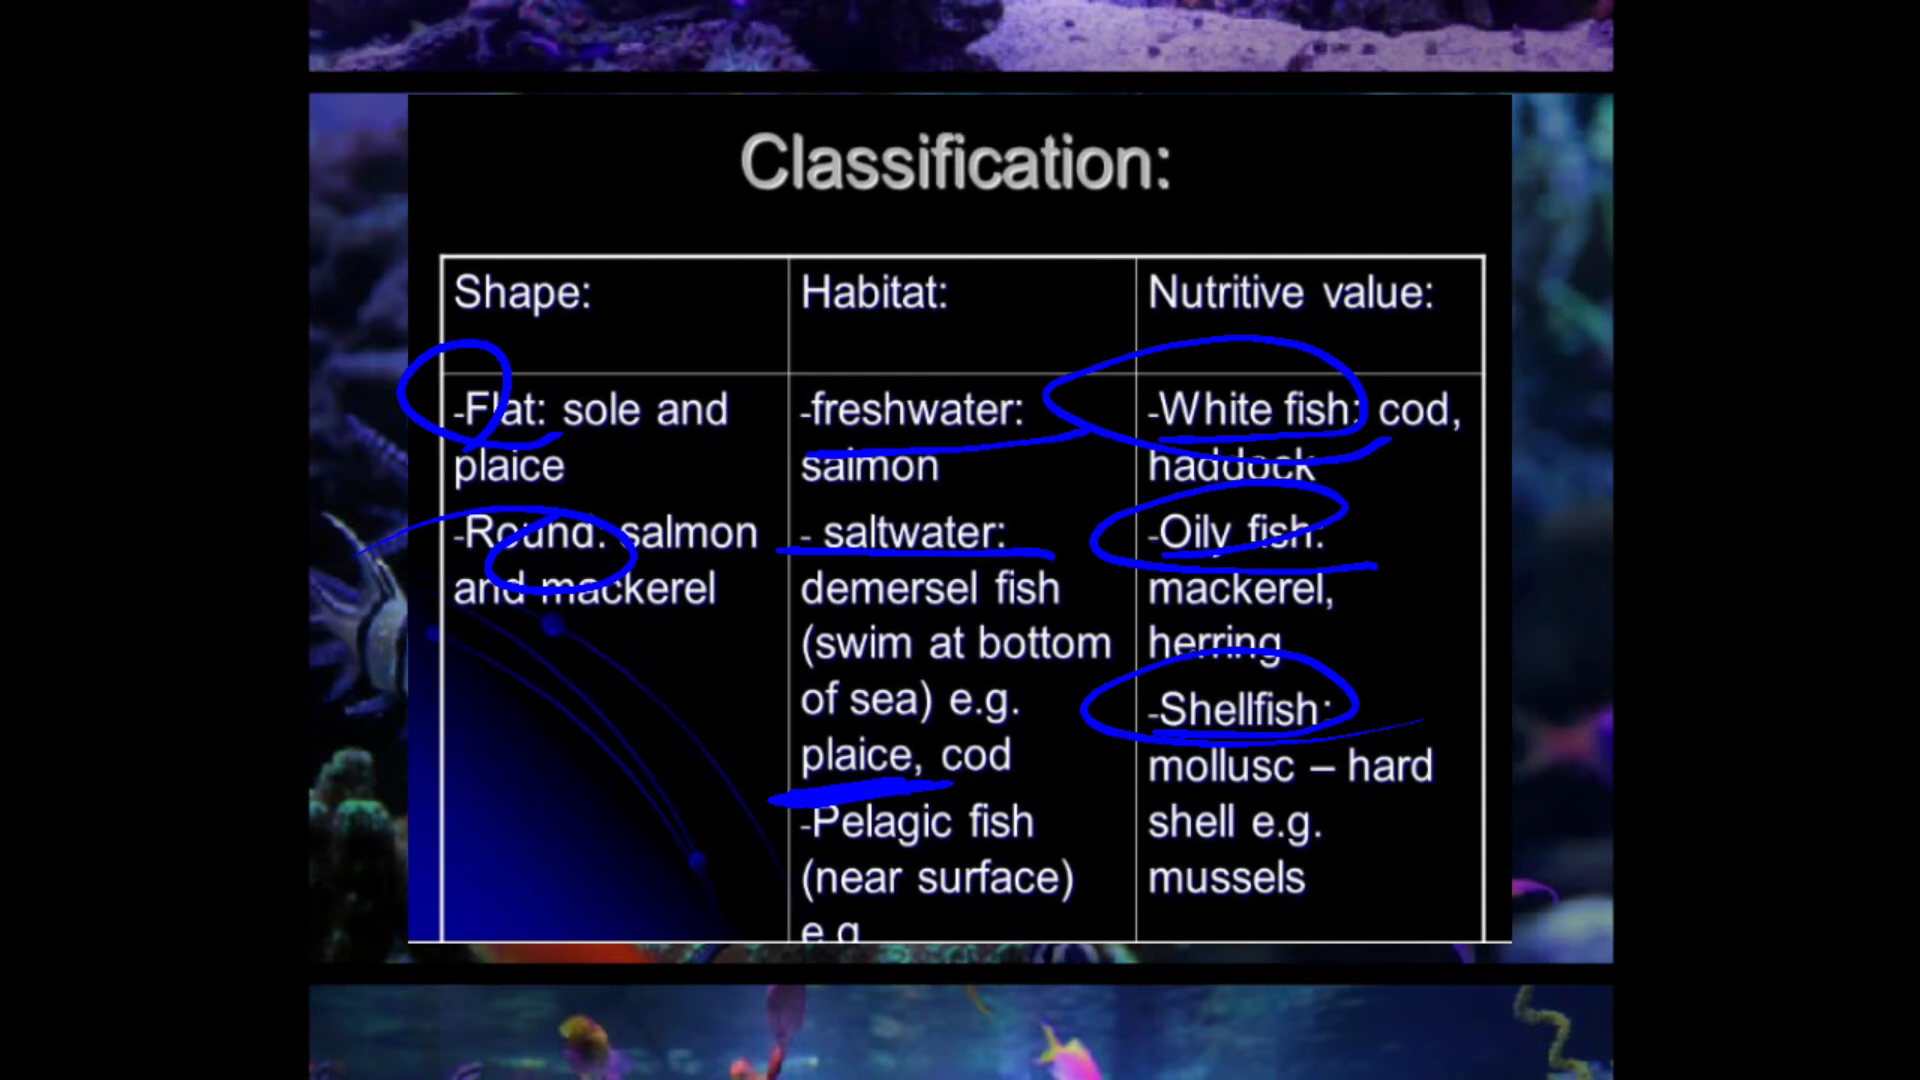 Classification:
Shape:
Habitat:
Nutritive value:
-Flat: sole and
plaice
-Round: salmon
and mackerel
-freshwater:
salmon
- saltwater:
demersel fish
(swim at bottom
of sea) e.g.
plaice, cod
-Pelagic fish
(near surface)
e.g.
-White fish: cod,
haddock
-Oily fish:
mackerel,
herring
-Shellfish:
mollusc – hard
shell e.g.
mussels